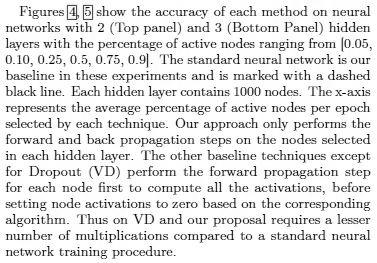 Figures 4, 5 show the accuracy of each method on neural
networks with 2 (Top panel) and 3 (Bottom Panel) hidden
layers with the percentage of active nodes ranging from [0.05,
0.10, 0.25, 0.5, 0.75, 0.9]. The standard neural network is our
baseline in these experiments and is marked with a dashed
black line. Each hidden layer contains 1000 nodes. The x-axis
represents the average percentage of active nodes per epoch
selected by each technique. Our approach only performs the
forward and back propagation steps on the nodes selected
in each hidden layer. The other baseline techniques except
for Dropout (VD) perform the forward propagation step
for each node first to compute all the activations, before
setting node activations to zero based on the corresponding
algorithm. Thus on VD and our proposal requires a lesser
number of multiplications compared to a standard neural
network training procedure.